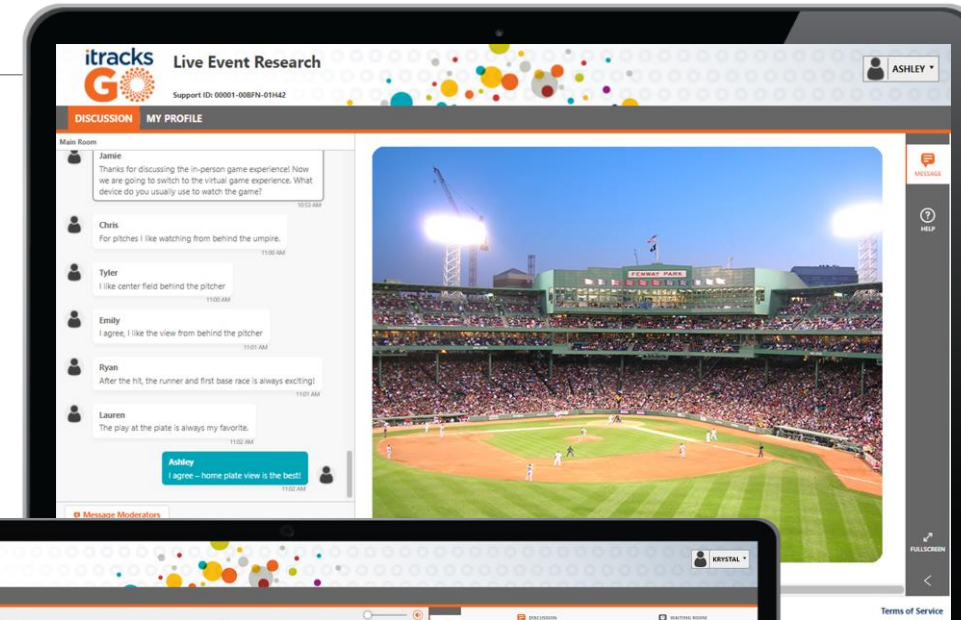 itracks
GO
Live Event Research
Support ID: 00001-008FN-01H42
ASHLEY
DISCUSSION MY PROFILE
Main Room
Jamie
Thanks for discussing the in-person game experience! Now
we are going to switch to the virtual game experience. What
device do you usually use to watch the game?
10:53 AM
Chris
For pitches I like watching from behind the umpire.
11:00 AM
Tyler
I like center field behind the pitcher
11:00 AM
Emily
I agree, I like the view from behind the pitcher
11:01 AM
Ryan
After the hit, the runner and first base race is always exciting!
11:01 AM
Lauren
The play at the plate is always my favorite.
11:02 AM
Ashley
I agree – home plate view is the best!
11:02 AM
Message Moderators
FENWAY PARK
MESSAGE
HELP
FULLSCREEN
Terms of Service
KRYSTAL
DISCUSSION
WAITING ROOM